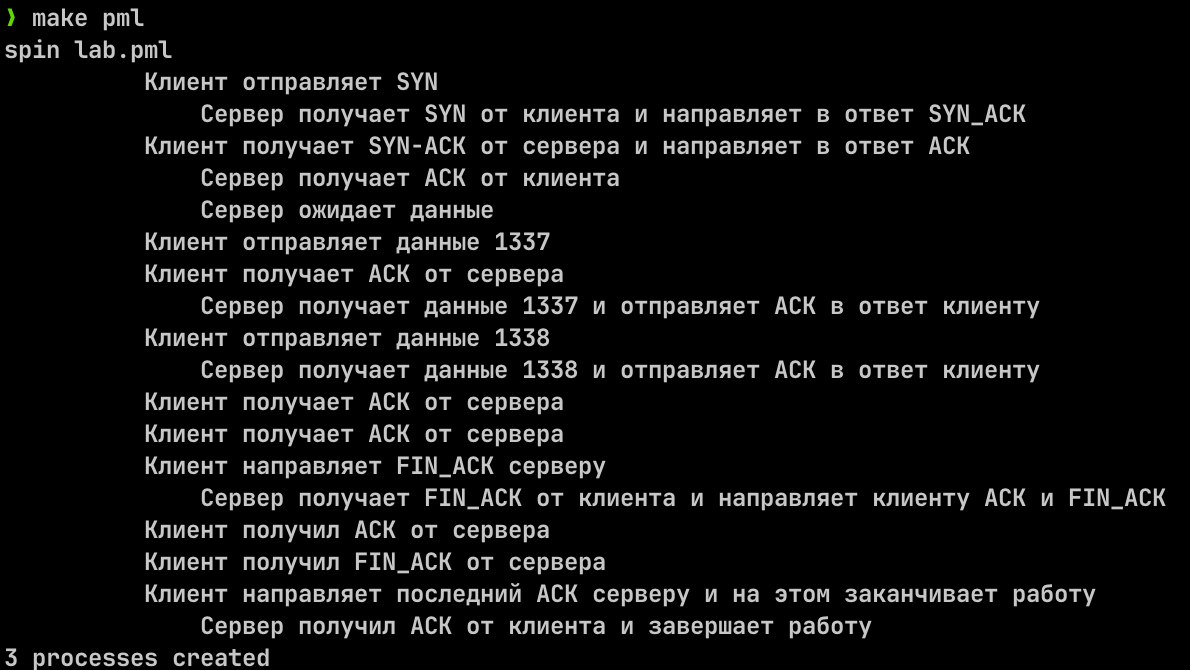 ❯ make pml
spin lab.pml
Клиент отправляет SYN
Сервер получает SYN от клиента и направляет в ответ SYN_ACK
Клиент получает SYN-ACK от сервера и направляет в ответ ACK
Сервер получает ACK от клиента
Сервер ожидает данные
Клиент отправляет данные 1337
Клиент получает ACK от сервера
Сервер получает данные 1337 и отправляет ACK в ответ клиенту
Клиент отправляет данные 1338
Сервер получает данные 1338 и отправляет ACK в ответ клиенту
Клиент получает ACK от сервера
Клиент получает ACK от сервера
Клиент направляет FIN_ACK серверу
Сервер получает FIN_ACK от клиента и направляет клиенту ACK и FIN_ACK
Клиент получил ACK от сервера
Клиент получил FIN_ACK от сервера
Клиент направляет последний ACK серверу и на этом заканчивает работу
Сервер получил ACK от клиента и завершает работу
3 processes created